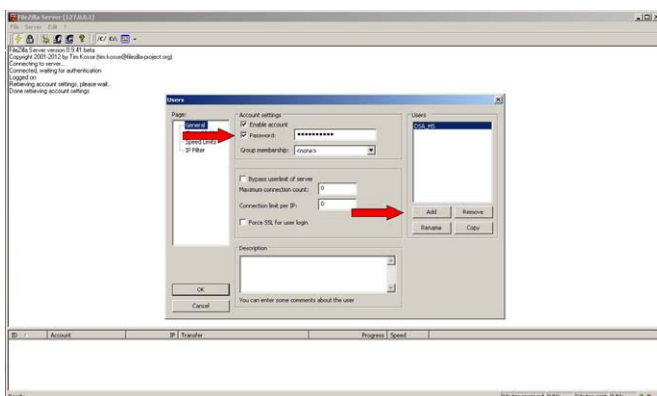 FileZilla Server (127.0.0.1)
File Server Edit ?
/C/ C:\
FileZilla Server version 0.9.41 beta
Copyright 2001-2012 by Tim Kosse (tim.kosse@filezilla-project.org)
Connecting to server...
Connected, waiting for authentication
Logged on
Retrieving account settings, please wait...
Done retrieving account settings
Users
Page:
General
Speed Limits
IP Filter
Account settings
Enable account
Password:
Group membership: <none>
Bypass userlimit of server
Maximum connection count: 0
Connection limit per IP: 0
Force SSL for user login
Description
You can enter some comments about the user
OK
Cancel
Users
DSA_HS
Add Remove
Rename Copy
ID / Account IP Transfer Progress Speed
Ready